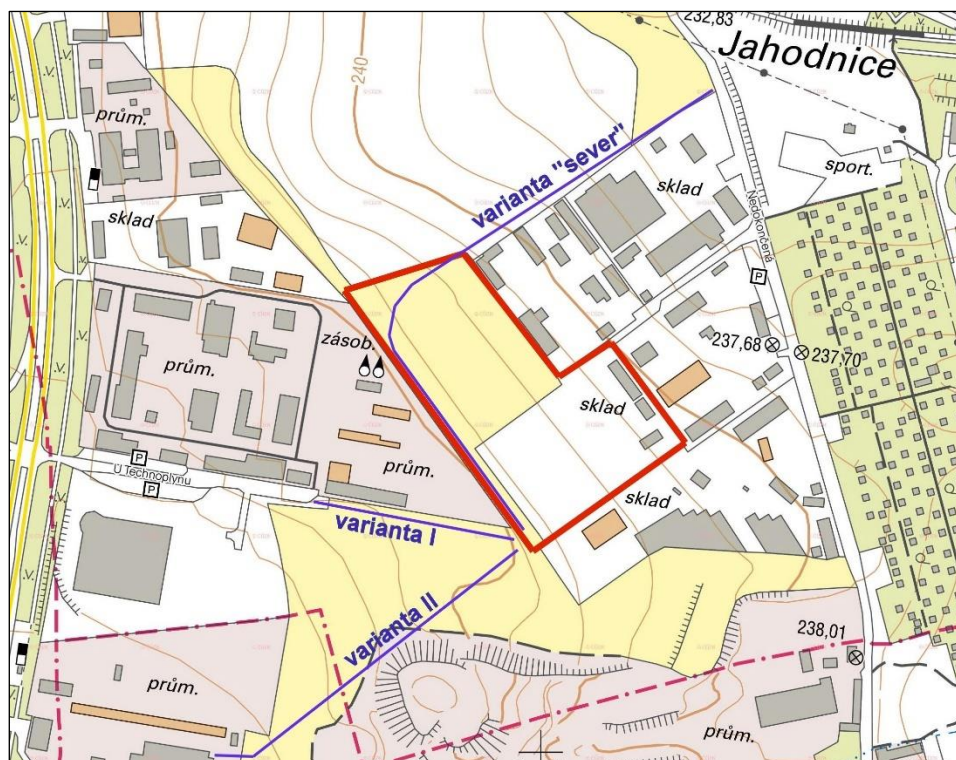 232,83
Jahodnice
240
prům.
varianta "sever"
sklad
sport.
sklad
Nedokončená
P
zásob.
prům.
237,68
237,70
sklad
prům.
P
U Technoplynu
P
sklad
varianta I
varianta II
238,01
prům.
prům.